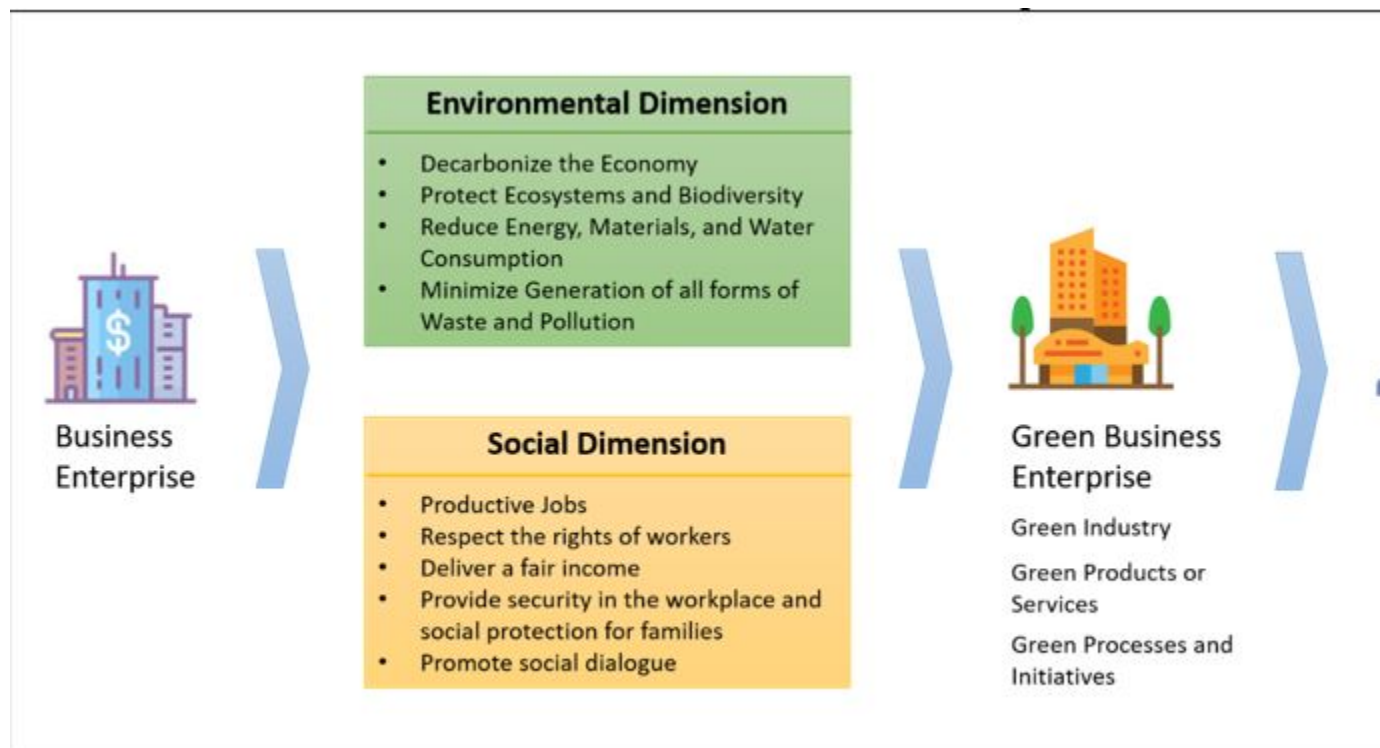 Business
Enterprise
$
Environmental Dimension
• Decarbonize the Economy
• Protect Ecosystems and Biodiversity
• Reduce Energy, Materials, and Water
Consumption
• Minimize Generation of all forms of
Waste and Pollution
Social Dimension
• Productive Jobs
• Respect the rights of workers
• Deliver a fair income
• Provide security in the workplace and
social protection for families
• Promote social dialogue
Green Business
Enterprise
Green Industry
Green Products or
Services
Green Processes and
Initiatives